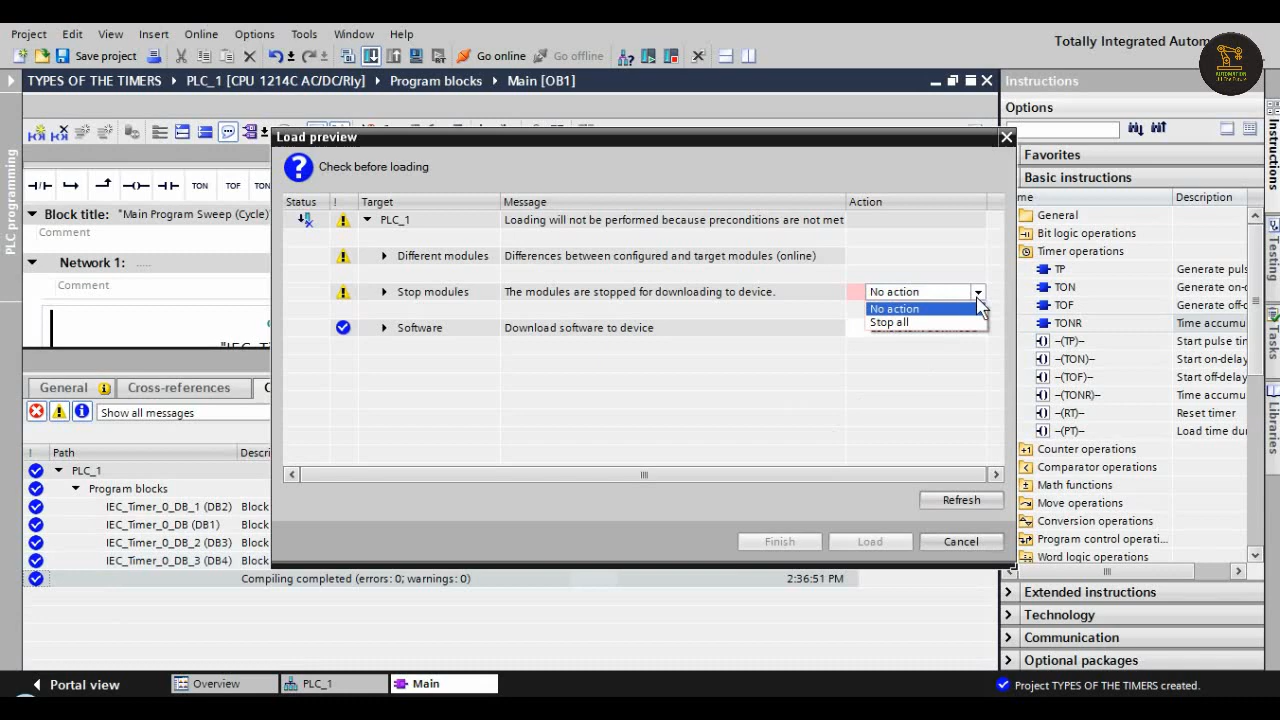 Project Edit View Insert Online Options Tools Window Help
Totally Integrated Autom
Save project Go online Go offline
AUTOMATION
TYPES OF THE TIMERS PLC_1 [CPU 1214C AC/DC/Rly] Program blocks Main [OB1]
Instructions
Options
Load preview
Check before loading
Status ! Target Message Action
PLC_1 Loading will not be performed because preconditions are not met
Different modules Differences between configured and target modules (online)
Stop modules The modules are stopped for downloading to device. No action
No action
Stop all
Software Download software to device
Refresh
Finish Load Cancel
PLC programming
TON TOF TON
Block title: "Main Program Sweep (Cycle)
Comment
Network 1: .....
Comment
General Cross-references C
Show all messages
! Path Descri
PLC_1
Program blocks
IEC_Timer_0_DB_1 (DB2) Block
IEC_Timer_0_DB (DB1) Block
IEC_Timer_0_DB_2 (DB3) Block
IEC_Timer_0_DB_3 (DB4) Block
Compiling completed (errors: 0; warnings: 0) 2:36:51 PM
Favorites
Basic instructions
me Description
General
Bit logic operations
Timer operations
TP Generate puls
TON Generate on-d
TOF Generate off-d
TONR Time accumu
–(TP)– Start pulse tim
–(TON)– Start on-delay
–(TOF)– Start off-delay
–(TONR)– Time accumu
–(RT)– Reset timer
–(PT)– Load time dur
Counter operations
Comparator operations
Math functions
Move operations
Conversion operations
Program control operati...
Word logic operations
Extended instructions
Technology
Communication
Optional packages
Instructions
Testing
Tasks
Libraries
Portal view Overview PLC_1 Main
Project TYPES OF THE TIMERS created.